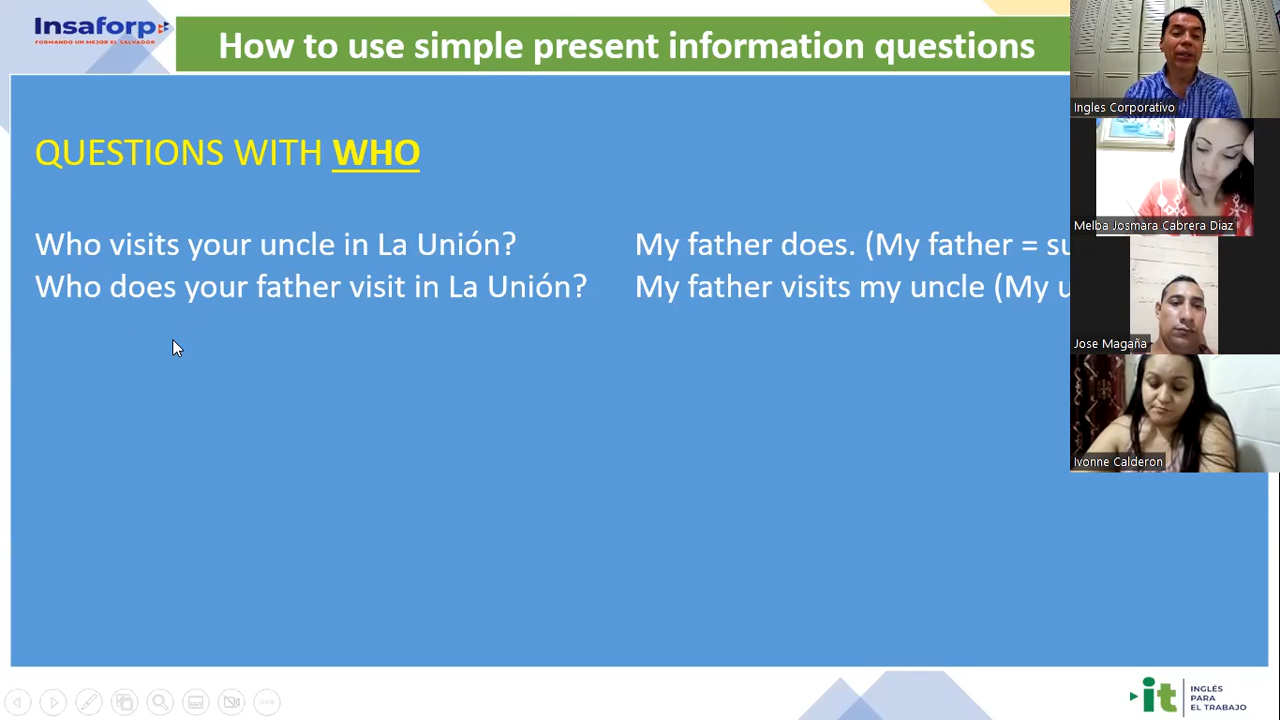 Insaforp
FORMANDO UN MEJOR EL SALVADOR
How to use simple present information questions
QUESTIONS WITH WHO
Who visits your uncle in La Unión?
My father does. (My father = su
Who does your father visit in La Unión?
My father visits my uncle (My u
Ingles Corporativo
Melba Josmara Cabrera Diaz
Jose Magaña
Ivonne Calderon
it
INGLÉS
PARA
EL TRABAJO